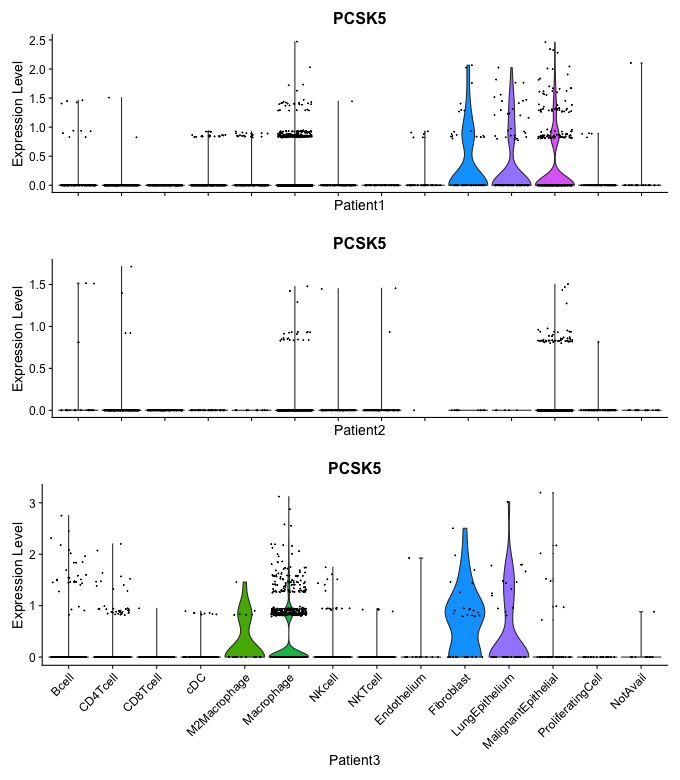 PCSK5
Expression Level
2.5
2.0
1.5
1.0
0.5
0.0
Patient1
PCSK5
Expression Level
1.5
1.0
0.5
0.0
Patient2
PCSK5
Expression Level
3
2
1
0
Bcell
CD4Tcell
CD8Tcell
cDC
M2Macrophage
Macrophage
NKcell
NKTcell
Endothelium
Fibroblast
LungEpithelium
MalignantEpithelial
ProliferatingCell
NotAvail
Patient3